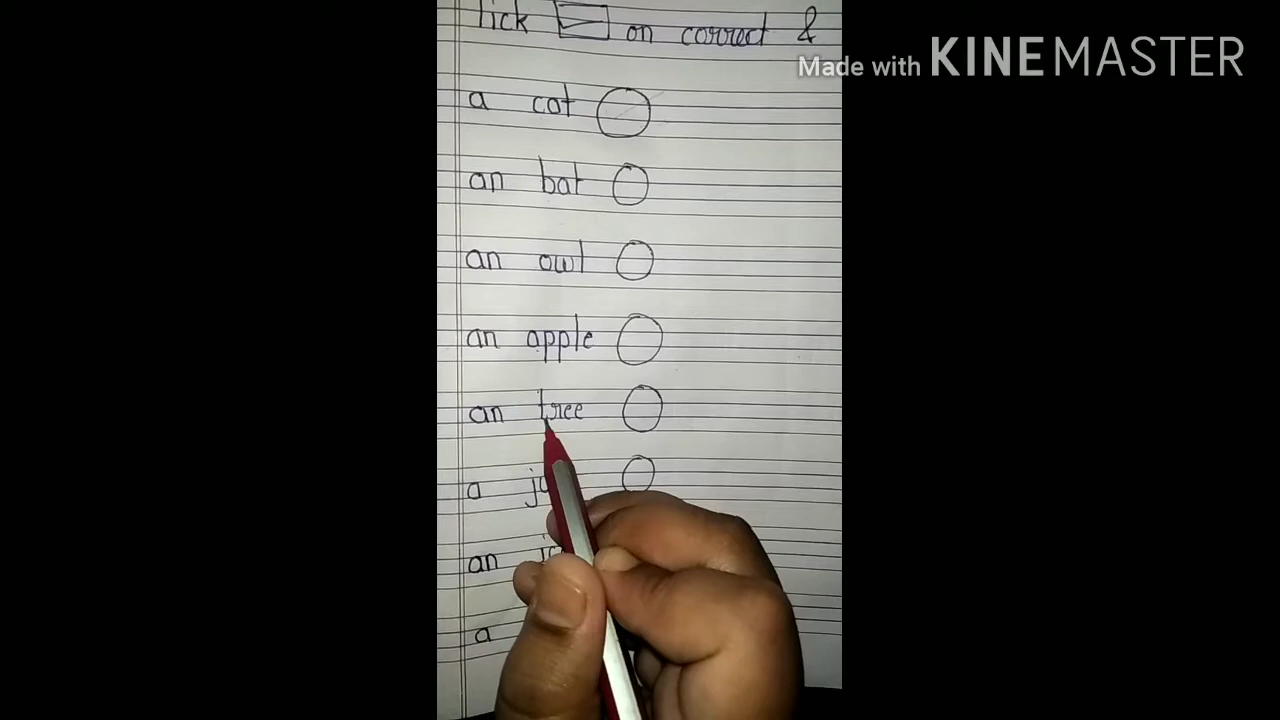 Tick on correct &
Made with KINEMASTER
a cat
an bat
an owl
an apple
an tree
a
an
a